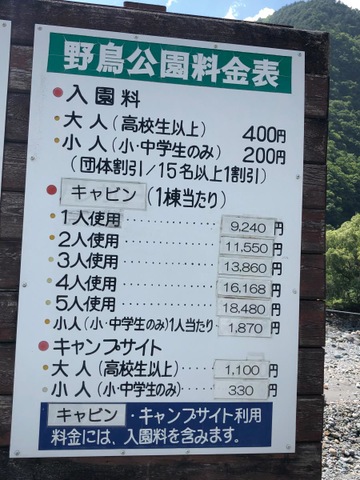 野鳥公園料金表
●入園料
・大人(高校生以上) 400円
・小人(小・中学生のみ) 200円
(団体割引/15名以上1割引)
●キャビン(1棟当たり)
1人使用………… 9,240円
2人使用………… 11,550円
3人使用………… 13,860円
4人使用………… 16,168円
5人使用………… 18,480円
・小人(小・中学生のみ)1人当たり・ 1,870円
●キャンプサイト
・大人(高校生以上)…… 1,100円
・小人(小・中学生のみ)…… 330円
キャビン・キャンプサイト利用
料金には、入園料を含みます。